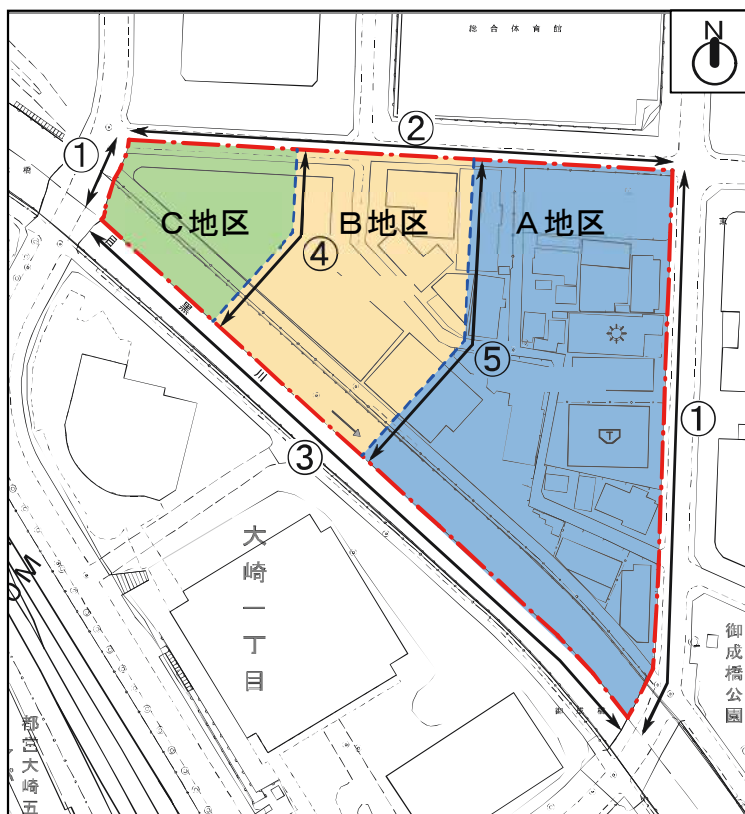 総合体育館
N
②
①
橋
C地区
B地区
A地区
東
④
目
黒
川
⑤
①
③
大崎一丁目
御成橋公園
都営大崎五